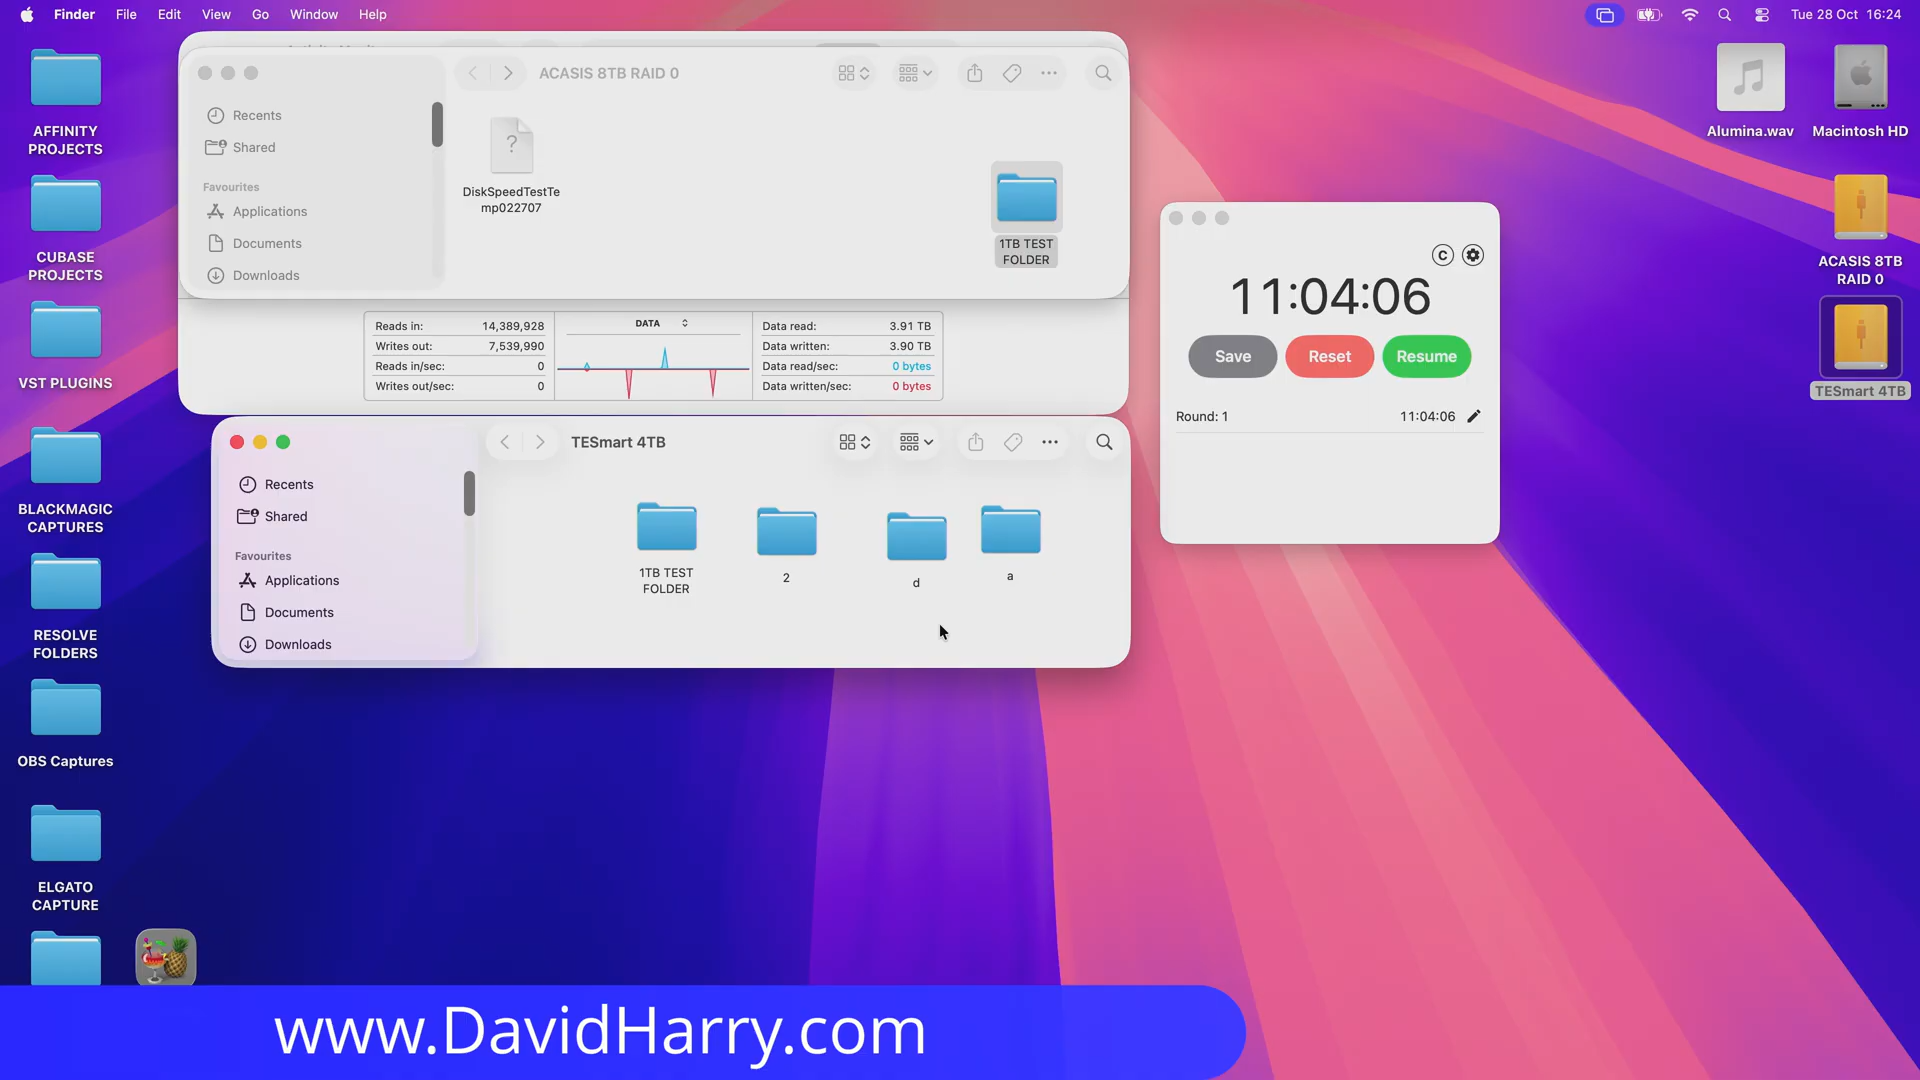 Finder File Edit View Go Window Help
Tue 28 Oct 16:24
AFFINITY
PROJECTS
CUBASE
PROJECTS
VST PLUGINS
BLACKMAGIC
CAPTURES
RESOLVE
FOLDERS
OBS Captures
ELGATO
CAPTURE
ACASIS 8TB RAID 0
Recents
Shared
Favourites
Applications
Documents
Downloads
?
DiskSpeedTestTe
mp022707
1TB TEST
FOLDER
Reads in: 14,389,928
Writes out: 7,539,990
Reads in/sec: 0
Writes out/sec: 0
DATA
Data read: 3.91 TB
Data written: 3.90 TB
Data read/sec: 0 bytes
Data written/sec: 0 bytes
TESmart 4TB
Recents
Shared
Favourites
Applications
Documents
Downloads
1TB TEST
FOLDER
2
d
a
C
11:04:06
Save Reset Resume
Round: 1 11:04:06
Alumina.wav
Macintosh HD
ACASIS 8TB
RAID 0
TESmart 4TB
www.DavidHarry.com